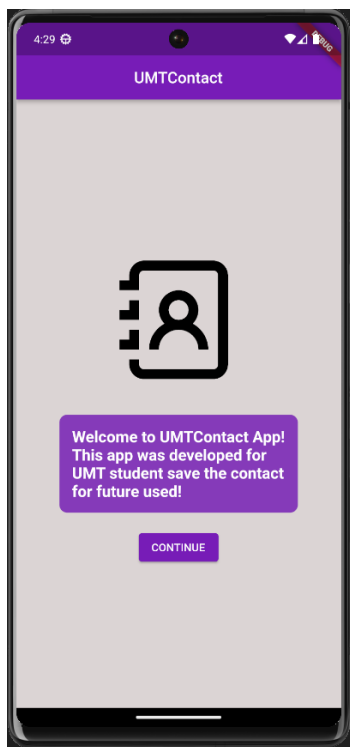 4:29
DEBUG
UMTContact
Welcome to UMTContact App!
This app was developed for
UMT student save the contact
for future used!
CONTINUE